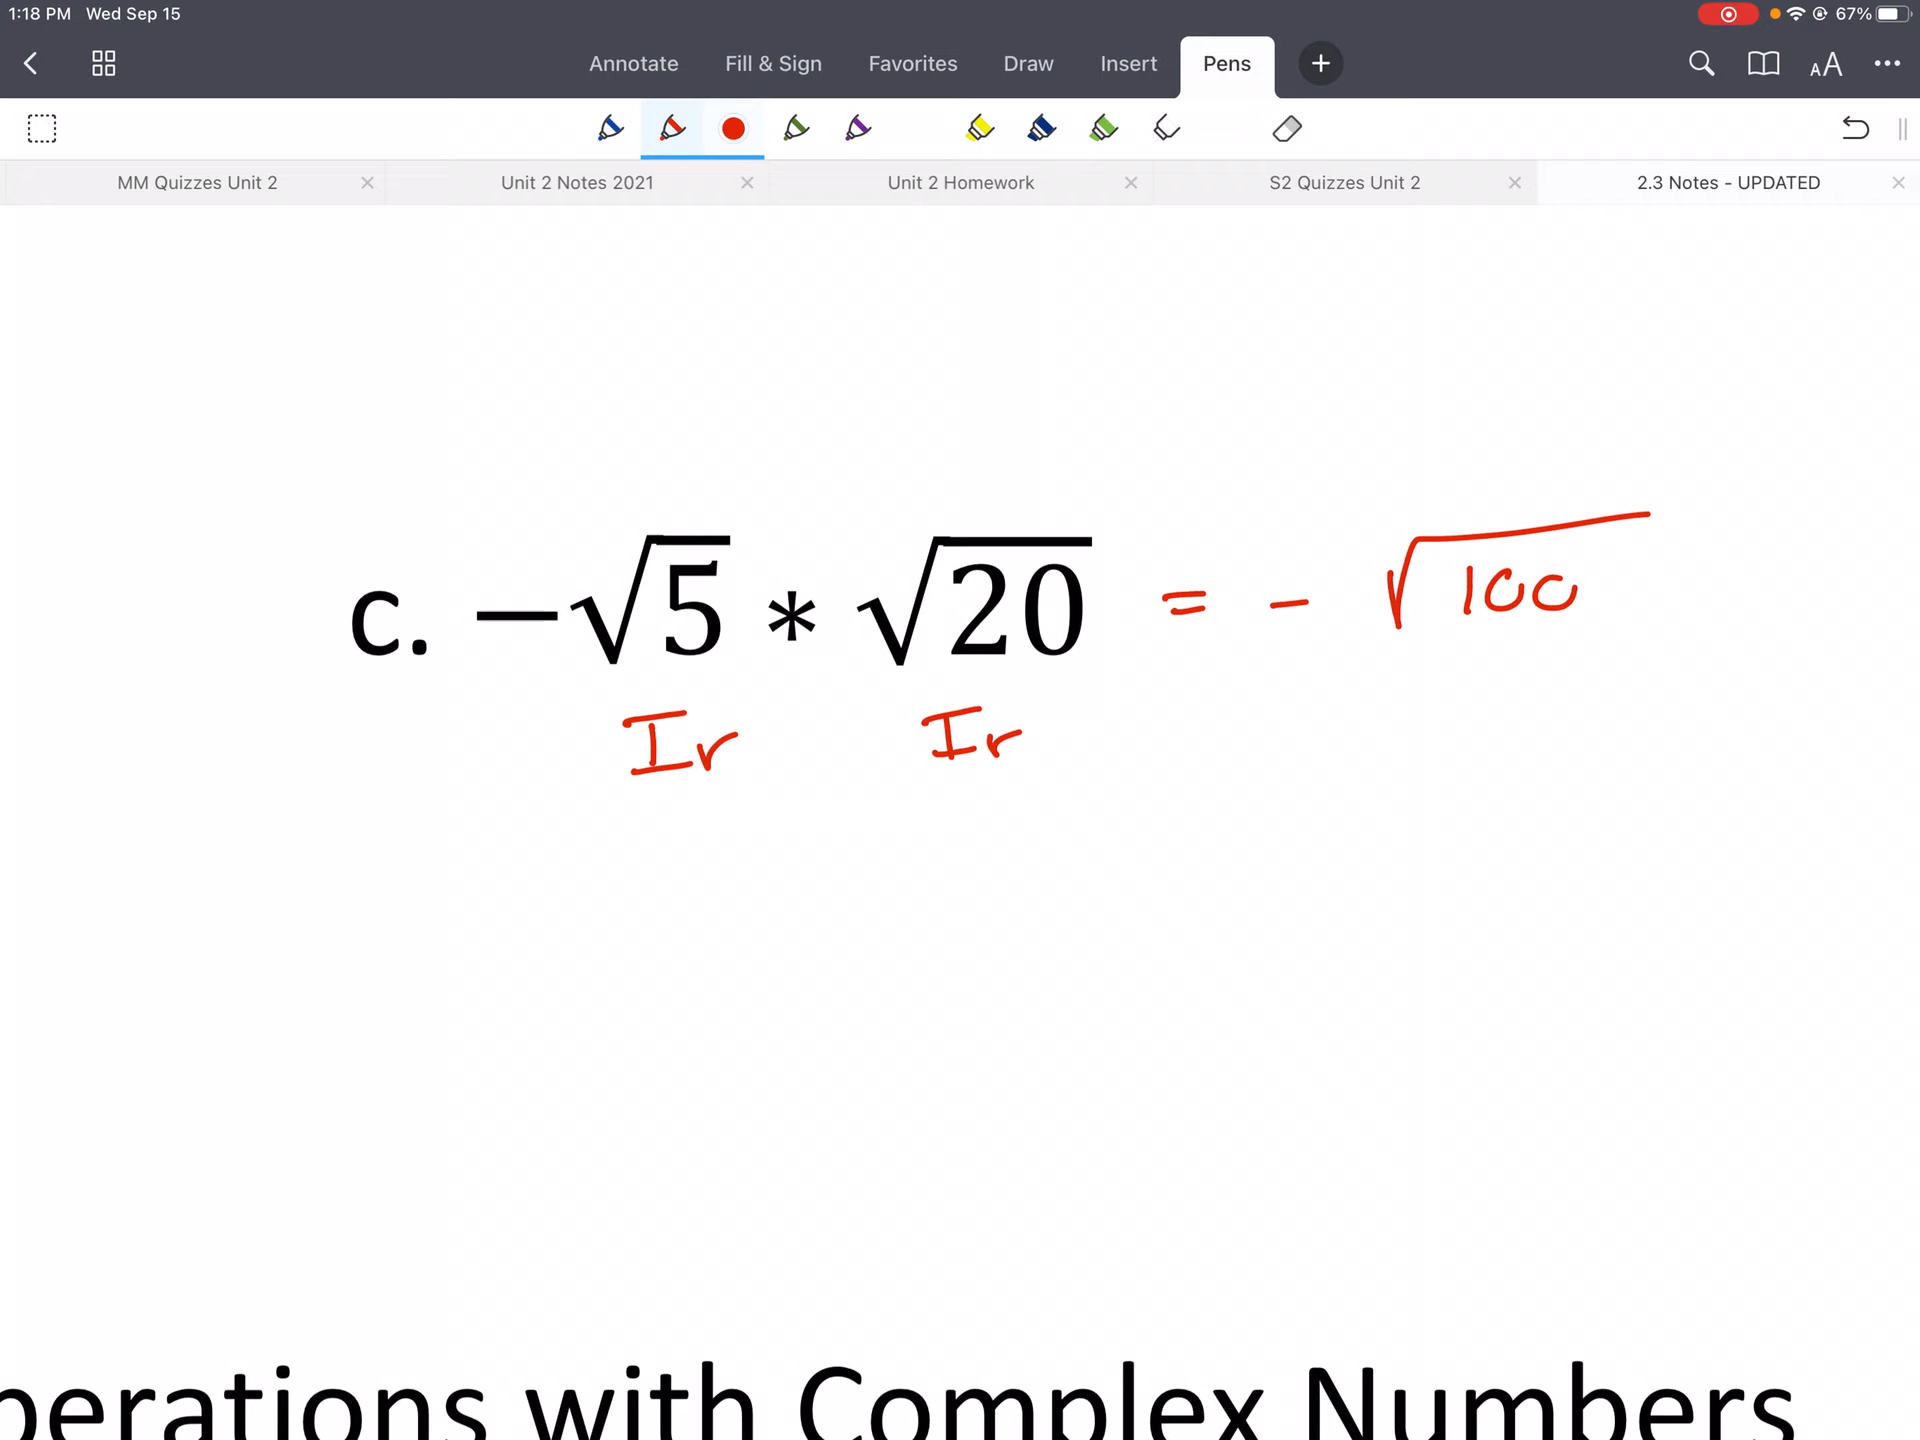 1:18 PM Wed Sep 15 67%
Annotate Fill & Sign Favorites Draw Insert Pens +
AA
MM Quizzes Unit 2 × Unit 2 Notes 2021 × Unit 2 Homework × S2 Quizzes Unit 2 × 2.3 Notes - UPDATED ×
c. −√5 * √20 = - √100
Ir Ir
perations with Complex Numbers